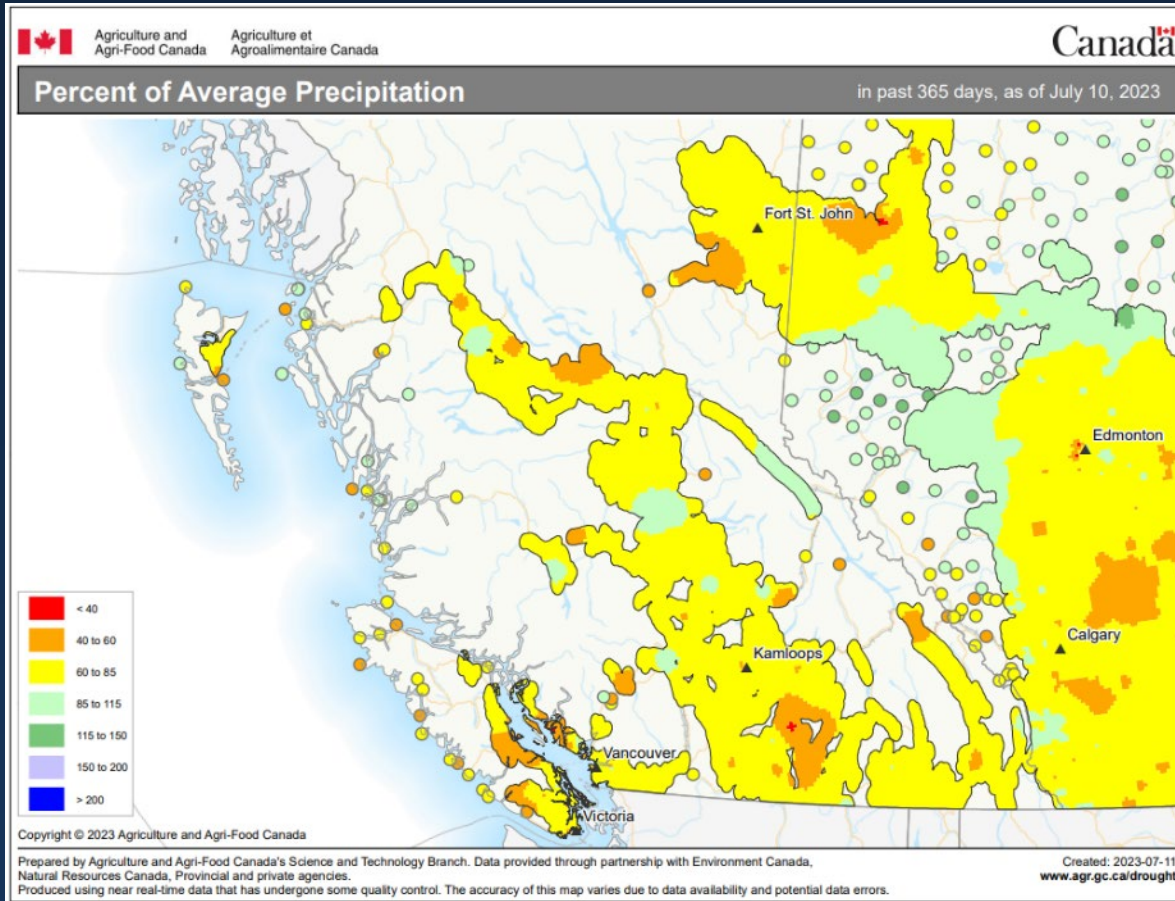 Agriculture and
Agri-Food Canada
Agriculture et
Agroalimentaire Canada
Canada
Percent of Average Precipitation
in past 365 days, as of July 10, 2023
Fort St. John
Edmonton
Calgary
Kamloops
Vancouver
Victoria
< 40
40 to 60
60 to 85
85 to 115
115 to 150
150 to 200
> 200
Copyright © 2023 Agriculture and Agri-Food Canada
Prepared by Agriculture and Agri-Food Canada's Science and Technology Branch. Data provided through partnership with Environment Canada,
Natural Resources Canada, Provincial and private agencies.
Produced using near real-time data that has undergone some quality control. The accuracy of this map varies due to data availability and potential data errors.
Created: 2023-07-11
www.agr.gc.ca/drought